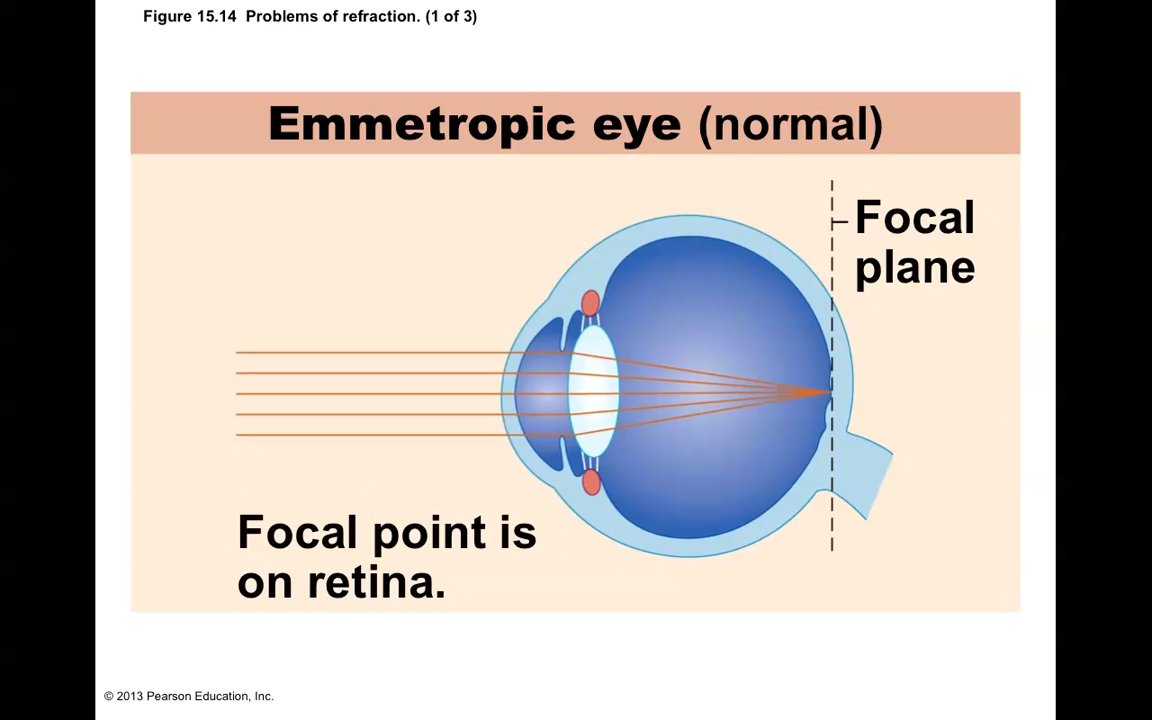 Figure 15.14 Problems of refraction. (1 of 3)
Emmetropic eye (normal)
Focal
plane
Focal point is
on retina.
© 2013 Pearson Education, Inc.